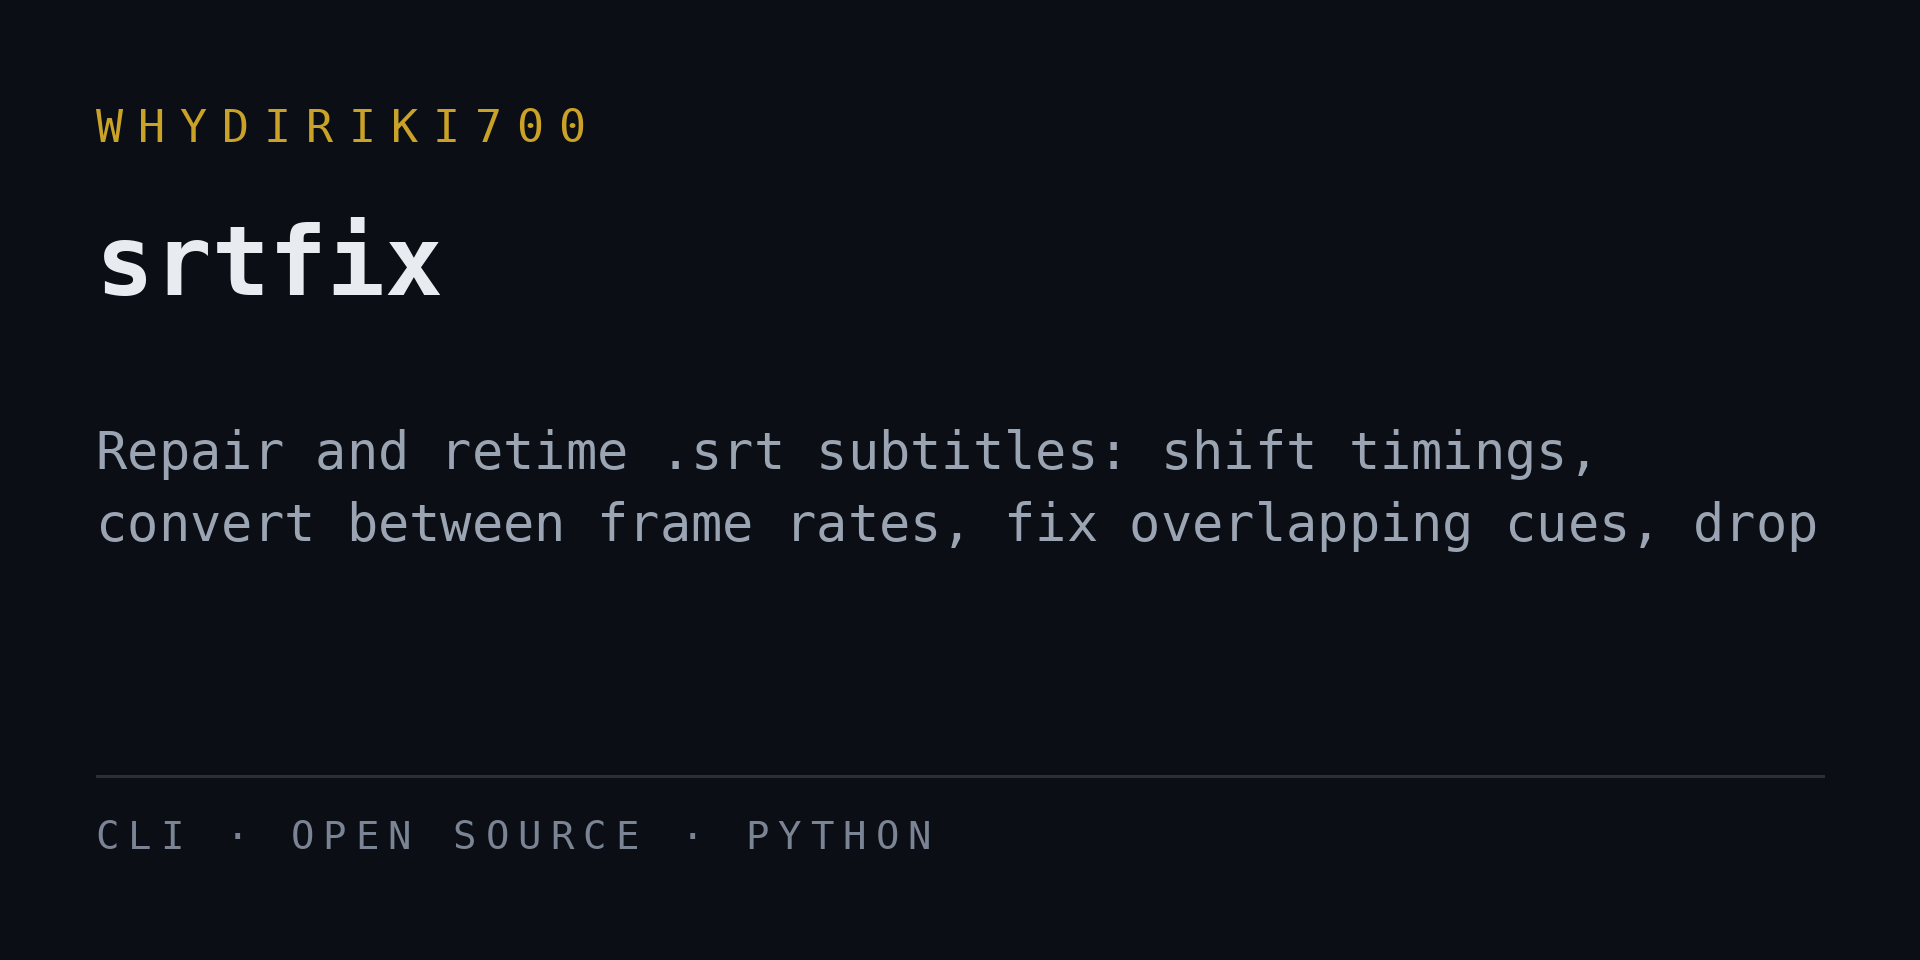 WHYDIRIKI700
srtfix
Repair and retime .srt subtitles: shift timings,
convert between frame rates, fix overlapping cues, drop
CLI · OPEN SOURCE · PYTHON